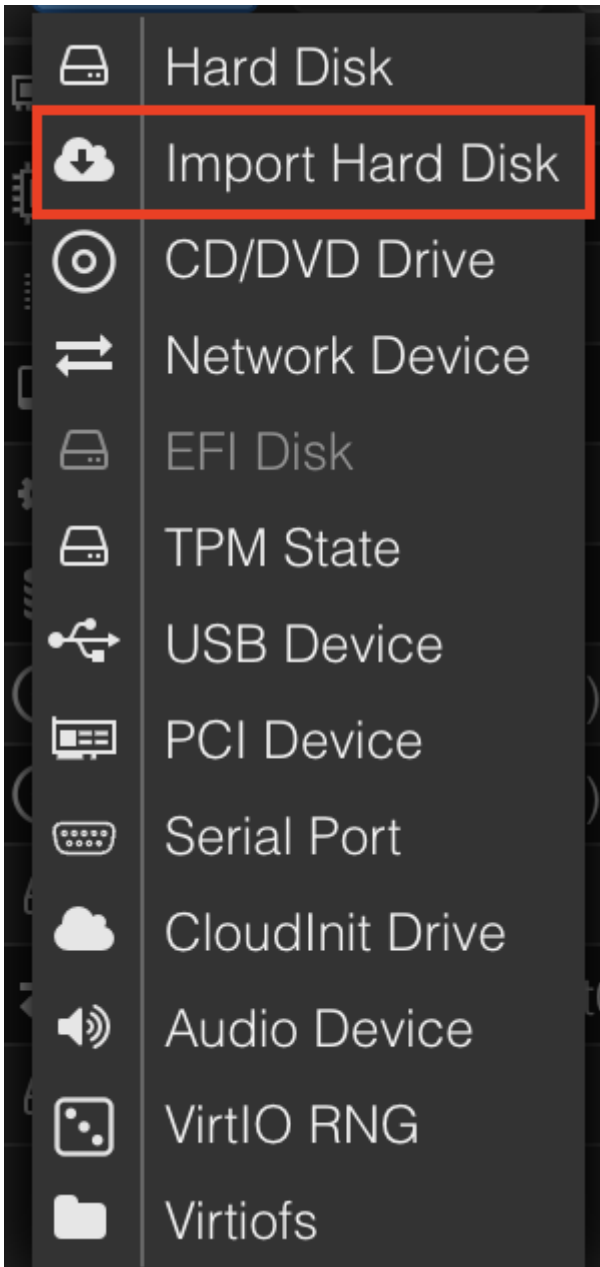 Hard Disk
Import Hard Disk
CD/DVD Drive
Network Device
EFI Disk
TPM State
USB Device
PCI Device
Serial Port
CloudInit Drive
Audio Device
VirtIO RNG
Virtiofs